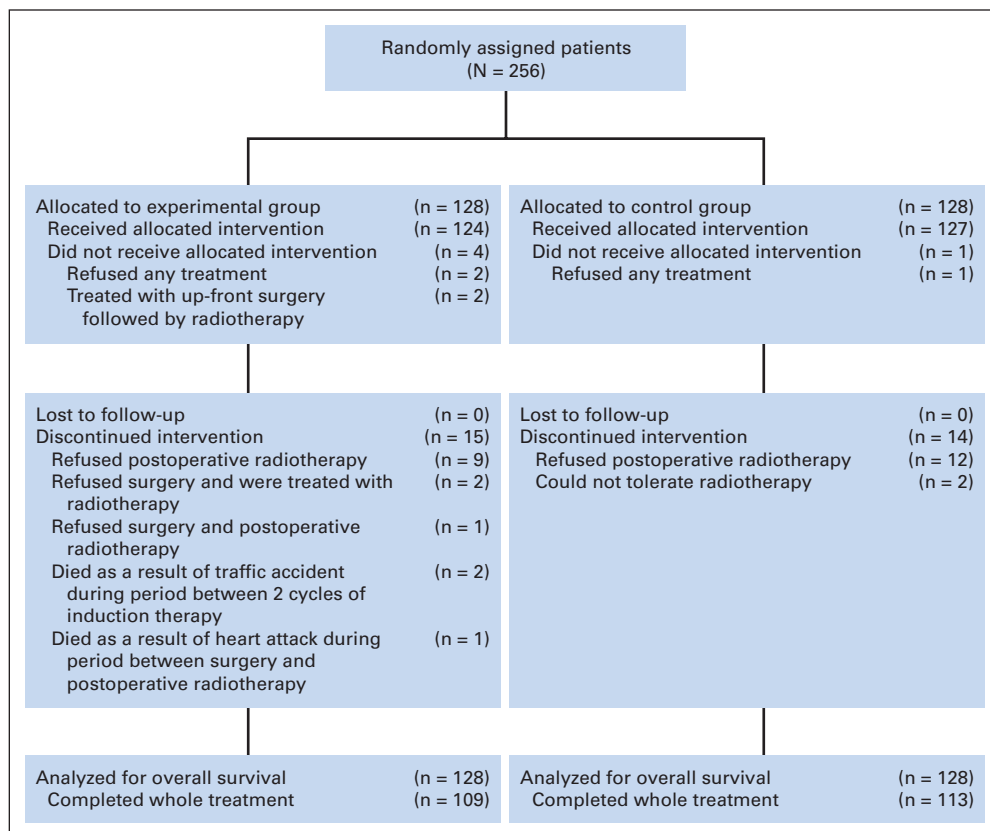 Randomly assigned patients
(N = 256)
Allocated to experimental group (n = 128)
Received allocated intervention (n = 124)
Did not receive allocated intervention (n = 4)
Refused any treatment (n = 2)
Treated with up-front surgery (n = 2)
followed by radiotherapy
Allocated to control group (n = 128)
Received allocated intervention (n = 127)
Did not receive allocated intervention (n = 1)
Refused any treatment (n = 1)
Lost to follow-up (n = 0)
Discontinued intervention (n = 15)
Refused postoperative radiotherapy (n = 9)
Refused surgery and were treated with (n = 2)
radiotherapy
Refused surgery and postoperative (n = 1)
radiotherapy
Died as a result of traffic accident (n = 2)
during period between 2 cycles of
induction therapy
Died as a result of heart attack during (n = 1)
period between surgery and
postoperative radiotherapy
Lost to follow-up (n = 0)
Discontinued intervention (n = 14)
Refused postoperative radiotherapy (n = 12)
Could not tolerate radiotherapy (n = 2)
Analyzed for overall survival (n = 128)
Completed whole treatment (n = 109)
Analyzed for overall survival (n = 128)
Completed whole treatment (n = 113)